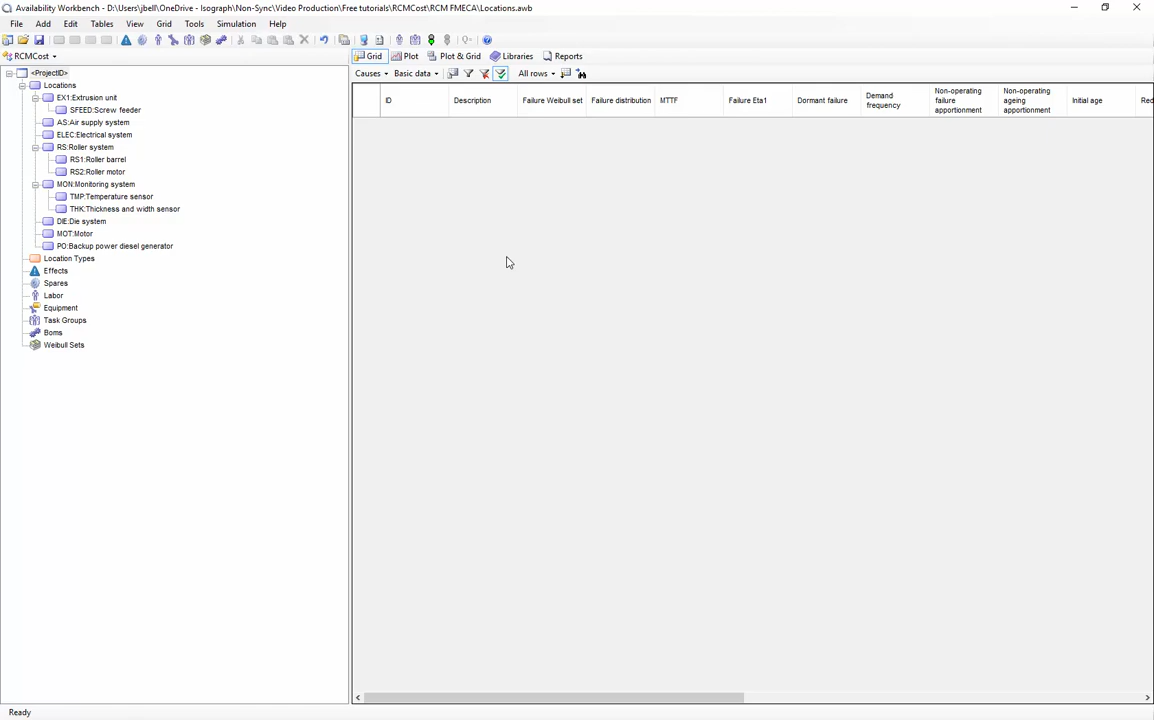 Availability Workbench - D:\Users\jbell\OneDrive - Isograph\Non-Sync\Video Production\Free tutorials\RCMCost\RCM FMECA\Locations.awb
File Add Edit Tables View Grid Tools Simulation Help
RCMCost
Grid Plot Plot & Grid Libraries Reports
<ProjectID>
Locations
EX1:Extrusion unit
SFEED:Screw feeder
AS:Air supply system
ELEC:Electrical system
RS:Roller system
RS1:Roller barrel
RS2:Roller motor
MON:Monitoring system
TMP:Temperature sensor
THK:Thickness and width sensor
DIE:Die system
MOT:Motor
PO:Backup power diesel generator
Location Types
Effects
Spares
Labor
Equipment
Task Groups
Boms
Weibull Sets
Causes Basic data All rows
ID Description Failure Weibull set Failure distribution MTTF Failure Eta1 Dormant failure Demand frequency Non-operating failure apportionment Non-operating ageing apportionment Initial age Red
Ready